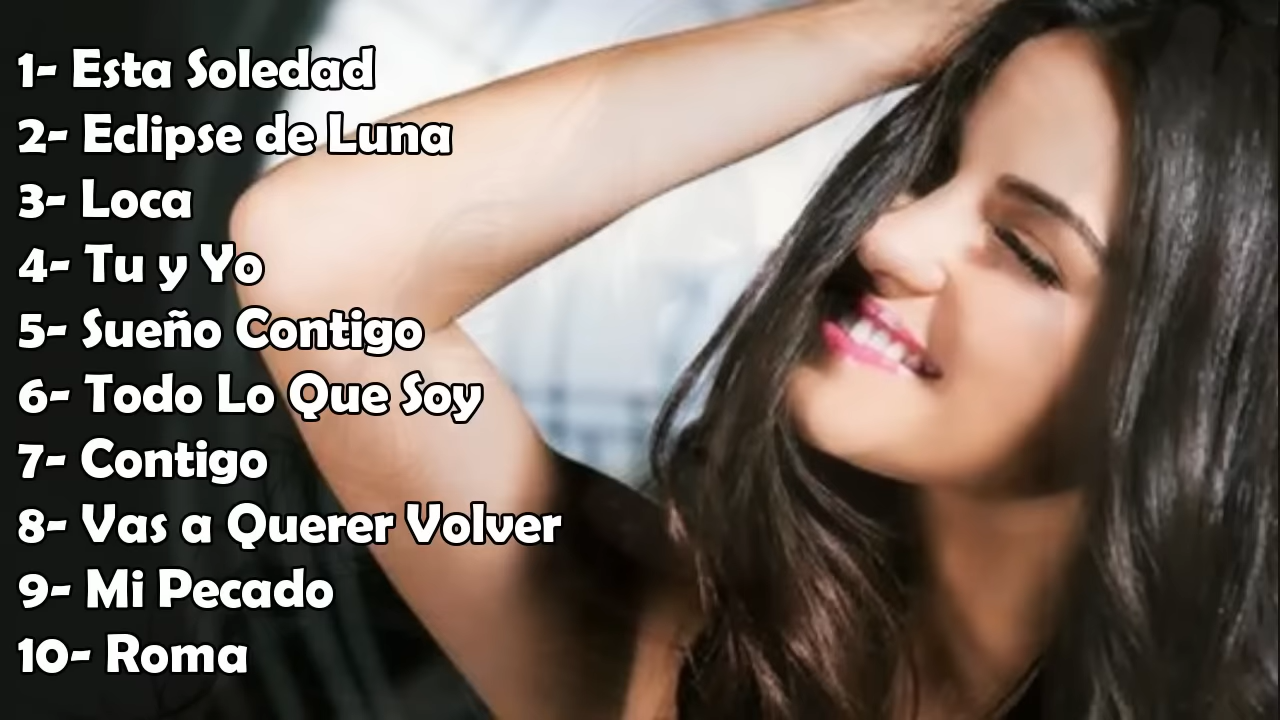 1- Esta Soledad
2- Eclipse de Luna
3- Loca
4- Tu y Yo
5- Sueño Contigo
6- Todo Lo Que Soy
7- Contigo
8- Vas a Querer Volver
9- Mi Pecado
10- Roma